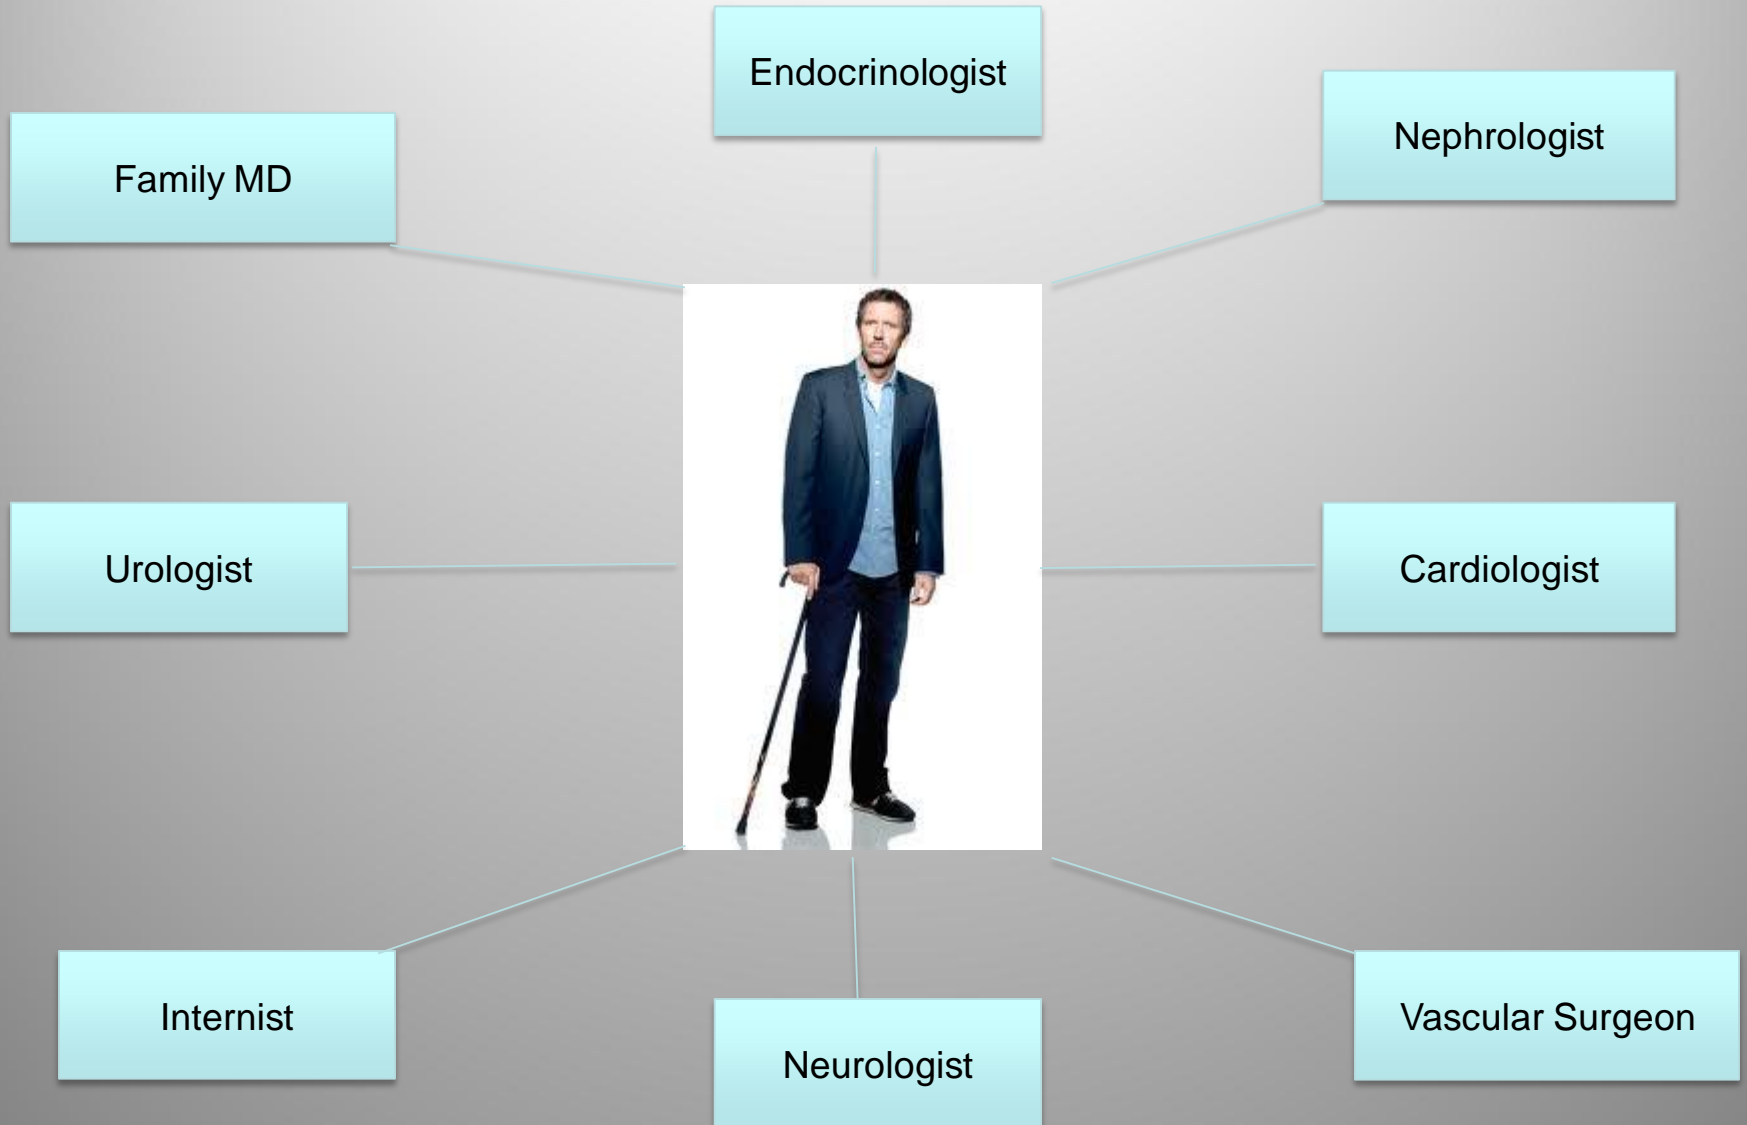 Endocrinologist
Nephrologist
Family MD
Urologist
Cardiologist
Internist
Vascular Surgeon
Neurologist